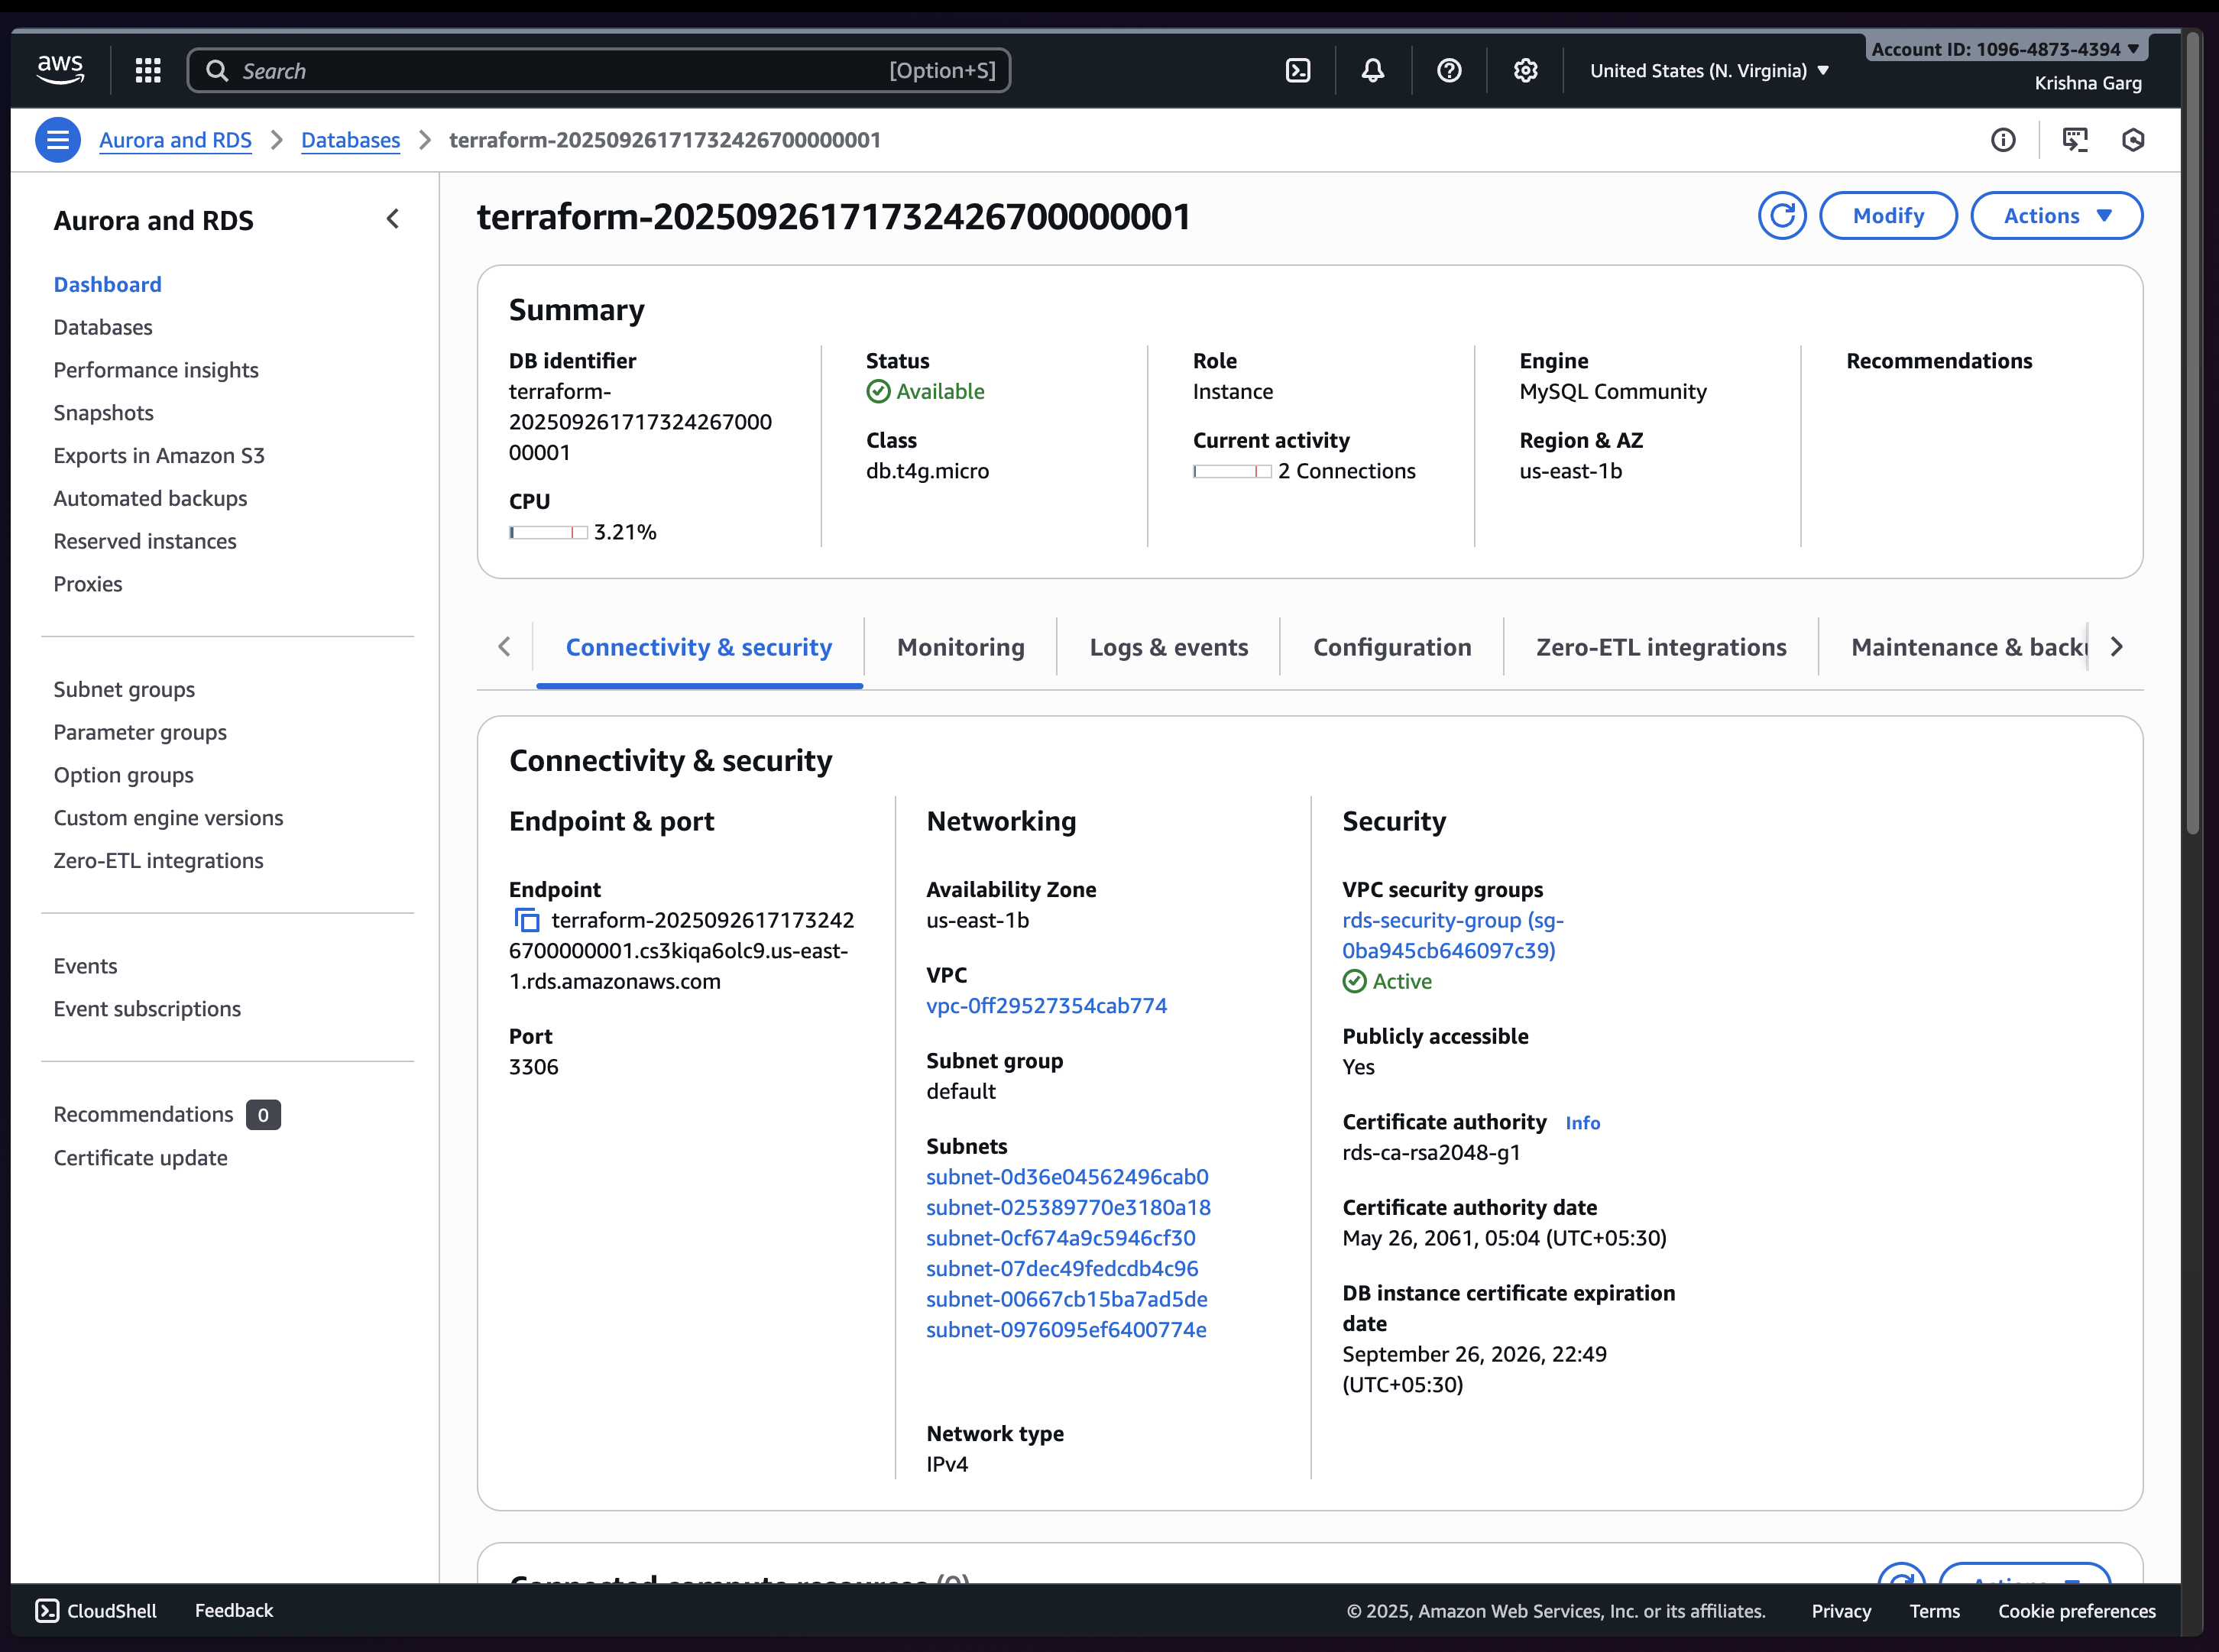 aws
Search
[Option+S]
United States (N. Virginia)
Account ID: 1096-4873-4394
Krishna Garg
Aurora and RDS
Databases
terraform-20250926171732426700000001
Aurora and RDS
Dashboard
Databases
Performance insights
Snapshots
Exports in Amazon S3
Automated backups
Reserved instances
Proxies
Subnet groups
Parameter groups
Option groups
Custom engine versions
Zero-ETL integrations
Events
Event subscriptions
Recommendations 0
Certificate update
terraform-20250926171732426700000001
Modify
Actions
Summary
DB identifier
terraform-
202509261717324267000
00001
CPU
3.21%
Status
Available
Class
db.t4g.micro
Role
Instance
Current activity
2 Connections
Engine
MySQL Community
Region & AZ
us-east-1b
Recommendations
Connectivity & security
Monitoring
Logs & events
Configuration
Zero-ETL integrations
Maintenance & back
Connectivity & security
Endpoint & port
Endpoint
terraform-2025092617173242
6700000001.cs3kiqa6olc9.us-east-
1.rds.amazonaws.com
Port
3306
Networking
Availability Zone
us-east-1b
VPC
vpc-0ff29527354cab774
Subnet group
default
Subnets
subnet-0d36e04562496cab0
subnet-025389770e3180a18
subnet-0cf674a9c5946cf30
subnet-07dec49fedcdb4c96
subnet-00667cb15ba7ad5de
subnet-0976095ef6400774e
Network type
IPv4
Security
VPC security groups
rds-security-group (sg-
0ba945cb646097c39)
Active
Publicly accessible
Yes
Certificate authority Info
rds-ca-rsa2048-g1
Certificate authority date
May 26, 2061, 05:04 (UTC+05:30)
DB instance certificate expiration
date
September 26, 2026, 22:49
(UTC+05:30)
Connected compute resources (0)
Actions
CloudShell
Feedback
© 2025, Amazon Web Services, Inc. or its affiliates.
Privacy
Terms
Cookie preferences